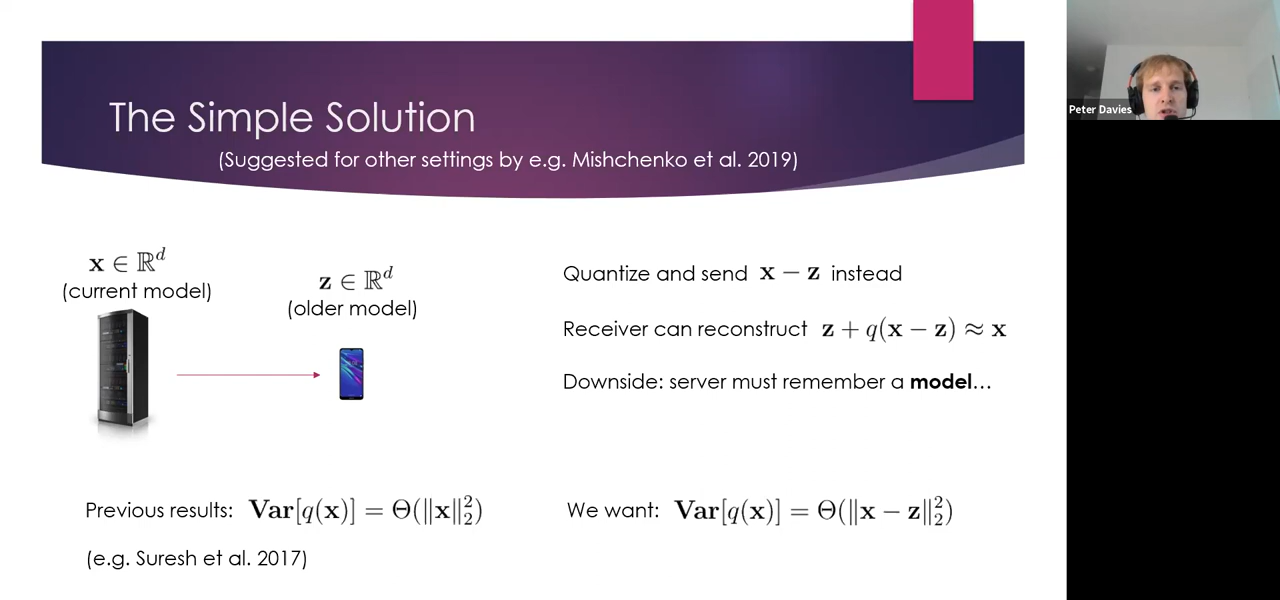 The Simple Solution
(Suggested for other settings by e.g. Mishchenko et al. 2019)
Peter Davies
x ∈ ℝᵈ
(current model)
z ∈ ℝᵈ
(older model)
Quantize and send x − z instead
Receiver can reconstruct z + q(x − z) ≈ x
Downside: server must remember a model…
Previous results: Var[q(x)] = Θ(‖x‖₂²)
(e.g. Suresh et al. 2017)
We want: Var[q(x)] = Θ(‖x − z‖₂²)